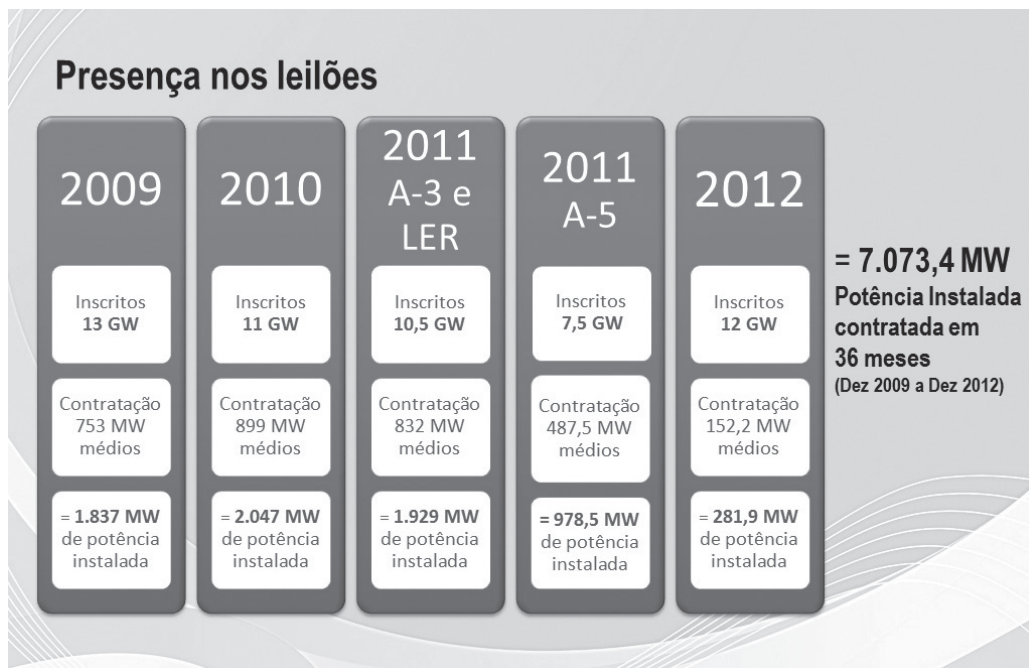 Presença nos leilões
2009
Inscritos
13 GW
Contratação
753 MW
médios
= 1.837 MW
de potência
instalada
2010
Inscritos
11 GW
Contratação
899 MW
médios
= 2.047 MW
de potência
instalada
2011
A-3 e
LER
Inscritos
10,5 GW
Contratação
832 MW
médios
= 1.929 MW
de potência
instalada
2011
A-5
Inscritos
7,5 GW
Contratação
487,5 MW
médios
= 978,5 MW
de potência
instalada
2012
Inscritos
12 GW
Contratação
152,2 MW
médios
= 281,9 MW
de potência
instalada
= 7.073,4 MW
Potência Instalada
contratada em
36 meses
(Dez 2009 a Dez 2012)